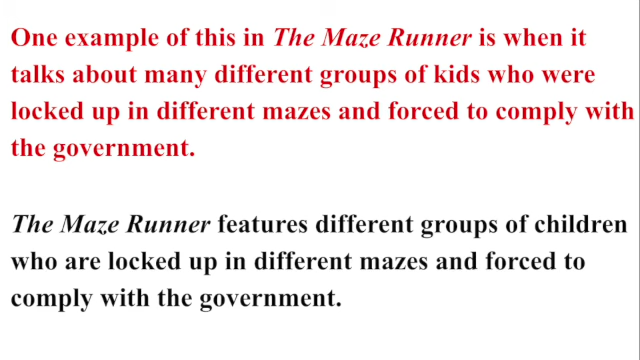 One example of this in The Maze Runner is when it
talks about many different groups of kids who were
locked up in different mazes and forced to comply with
the government.
The Maze Runner features different groups of children
who are locked up in different mazes and forced to
comply with the government.